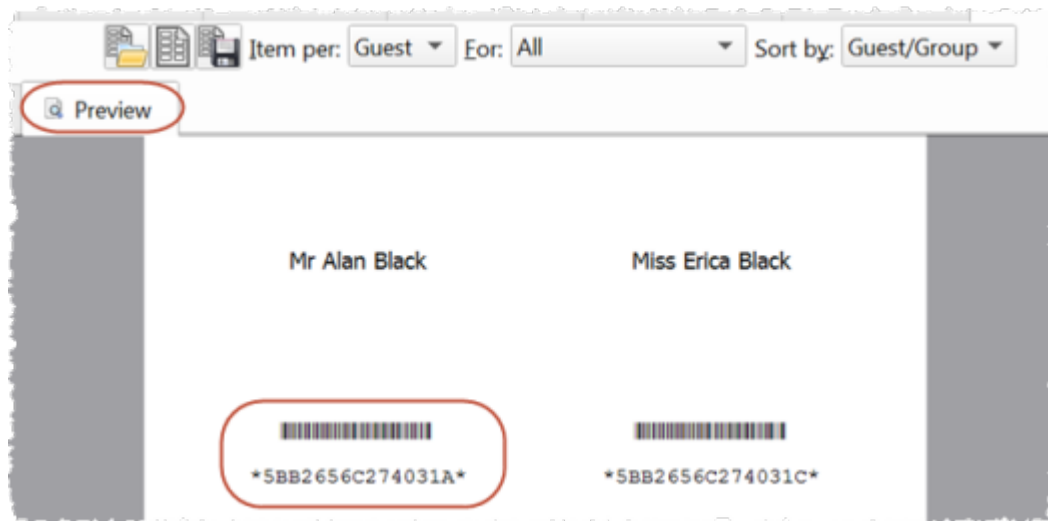 Item per: Guest For: All Sort by: Guest/Group
Preview
Mr Alan Black Miss Erica Black
*5BB2656C274031A* *5BB2656C274031C*